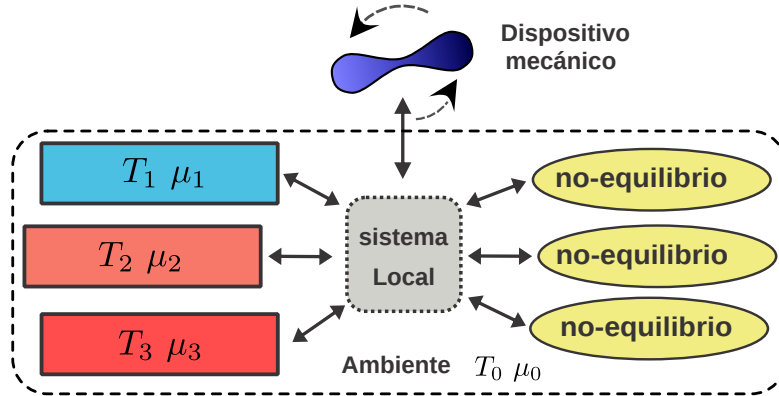 Dispositivo
mecánico
T₁ μ₁
no-equilibrio
sistema
Local
T₂ μ₂
no-equilibrio
T₃ μ₃
no-equilibrio
Ambiente T₀ μ₀